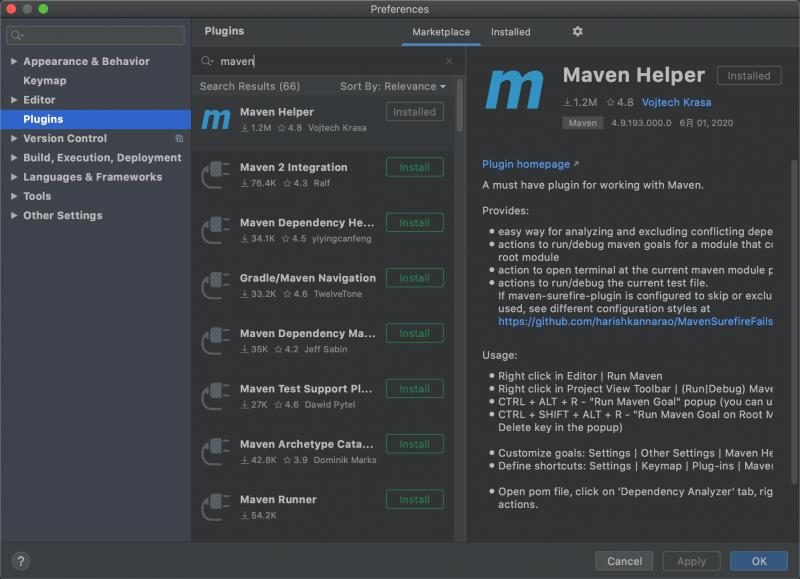 Preferences
Plugins
Marketplace
Installed
Appearance & Behavior
Keymap
Editor
Plugins
Version Control
Build, Execution, Deployment
Languages & Frameworks
Tools
Other Settings
maven
Search Results (66)
Sort By: Relevance
Maven Helper
1.2M 4.8 Vojtech Krasa
Installed
Maven 2 Integration
76.4K 4.3 Ralf
Install
Maven Dependency He...
34.1K 4.5 yiyingcanfeng
Install
Gradle/Maven Navigation
33.2K 4.6 TwelveTone
Install
Maven Dependency Ma...
35K 4.2 Jeff Sabin
Install
Maven Test Support Pl...
27K 4.6 Dawid Pytel
Install
Maven Archetype Cata...
42.8K 3.9 Dominik Marks
Install
Maven Runner
54.2K
Install
m
m
Maven Helper
Installed
1.2M 4.8 Vojtech Krasa
Maven 4.9.193.000.0 6月 01, 2020
Plugin homepage ↗
A must have plugin for working with Maven.
Provides:
• easy way for analyzing and excluding conflicting depe
• actions to run/debug maven goals for a module that
root module
• action to open terminal at the current maven module
• actions to run/debug the current test file.
If maven-surefire-plugin is configured to skip or exclu
used, see different configuration styles at
https://github.com/harishkannarao/MavenSurefireFails
Usage:
• Right click in Editor | Run Maven
• Right click in Project View Toolbar | (Run|Debug) Mave
• CTRL + ALT + R - "Run Maven Goal" popup (you can u
• CTRL + SHIFT + ALT + R - "Run Maven Goal on Root M
Delete key in the popup)
• Customize goals: Settings | Other Settings | Maven He
• Define shortcuts: Settings | Keymap | Plug-ins | Maven
• Open pom file, click on 'Dependency Analyzer' tab, rig
actions.
?
Cancel
Apply
OK